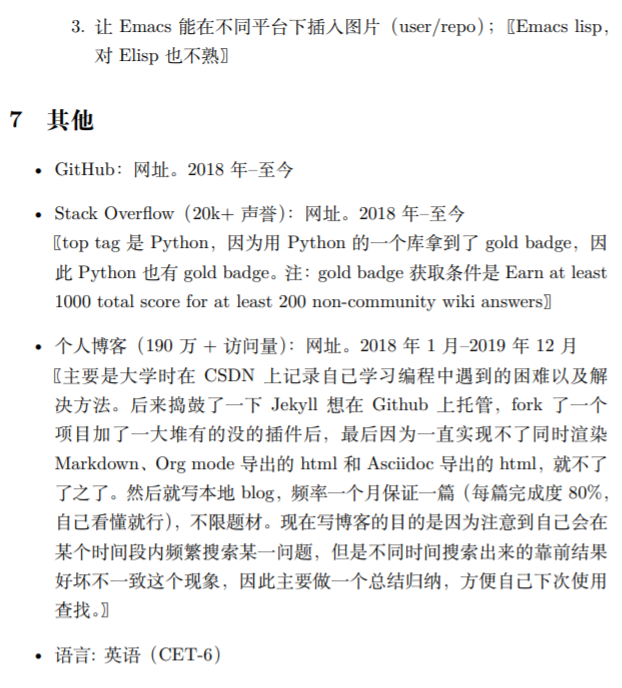 3. 让 Emacs 能在不同平台下插入图片（user/repo）；〖Emacs lisp，
对 Elisp 也不熟〗
7 其他
• GitHub：网址。2018 年–至今
• Stack Overflow（20k+ 声誉）：网址。2018 年–至今
〖top tag 是 Python，因为用 Python 的一个库拿到了 gold badge，因
此 Python 也有 gold badge。注：gold badge 获取条件是 Earn at least
1000 total score for at least 200 non-community wiki answers〗
• 个人博客（190 万 + 访问量）：网址。2018 年 1 月–2019 年 12 月
〖主要是大学时在 CSDN 上记录自己学习编程中遇到的困难以及解
决方法。后来捣鼓了一下 Jekyll 想在 Github 上托管，fork 了一个
项目加了一大堆有的没的插件后，最后因为一直实现不了同时渲染
Markdown、Org mode 导出的 html 和 Asciidoc 导出的 html，就不了
了之了。然后就写本地 blog，频率一个月保证一篇（每篇完成度 80%，
自己看懂就行），不限题材。现在写博客的目的是因为注意到自己会在
某个时间段内频繁搜索某一问题，但是不同时间搜索出来的靠前结果
好坏不一致这个现象，因此主要做一个总结归纳，方便自己下次使用
查找。〗
• 语言: 英语（CET-6）